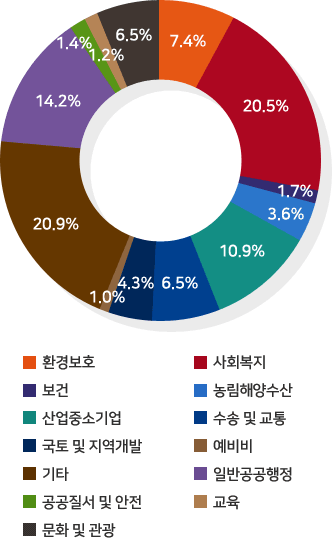 6.5%
7.4%
1.4%
1.2%
14.2%
20.5%
1.7%
3.6%
20.9%
10.9%
1.0%
4.3%
6.5%
환경보호
사회복지
보건
농림해양수산
산업중소기업
수송 및 교통
국토 및 지역개발
예비비
기타
일반공공행정
공공질서 및 안전
교육
문화 및 관광